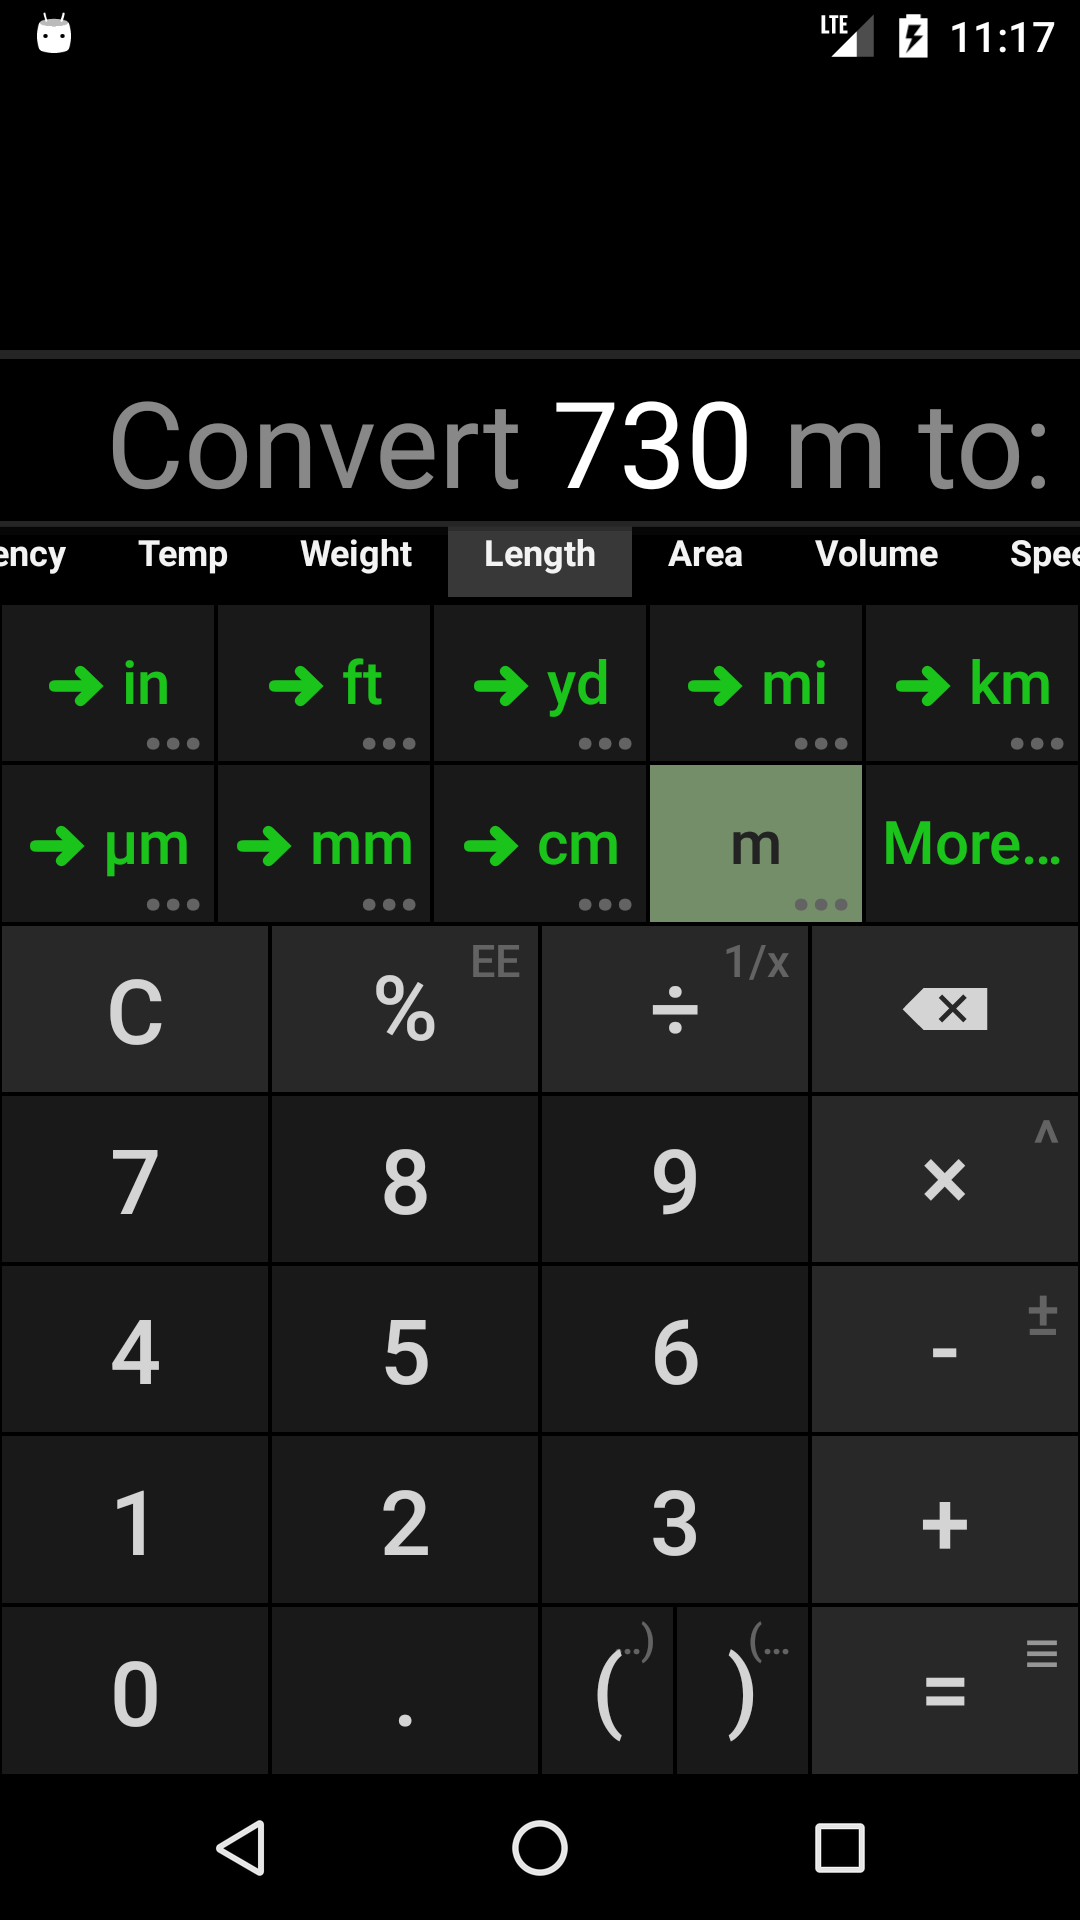 LTE 11:17
Convert 730 m to:
ency Temp Weight Length Area Volume Spee
in ft yd mi km
µm mm cm m More...
EE 1/x
C % ÷
^
7 8 9 ×
±
4 5 6 -
1 2 3 +
..) (...
0 . ( ) =